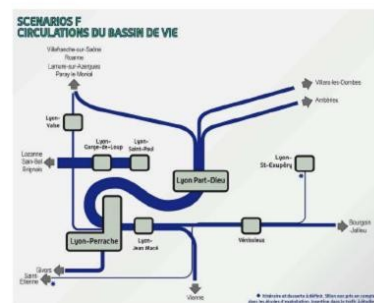 SCENARIOS F
CIRCULATIONS DU BASSIN DE VIE
Villefranche-sur-Saône
Roanne
Lamure-sur-Azergues
Paray le Monial
Villars-les-Dombes
Ambérieu
Lyon-
Vaise
Lyon-
Gorge-de-Loup
Lyon-
Saint-Paul
Lozanne
Sain-Bel
Brignais
Lyon Part-Dieu
Lyon-
St-Exupéry
Lyon-Perrache
Lyon-
Jean Macé
Vénissieux
Bourgoin
Jallieu
Givors
Saint
Etienne
Vienne